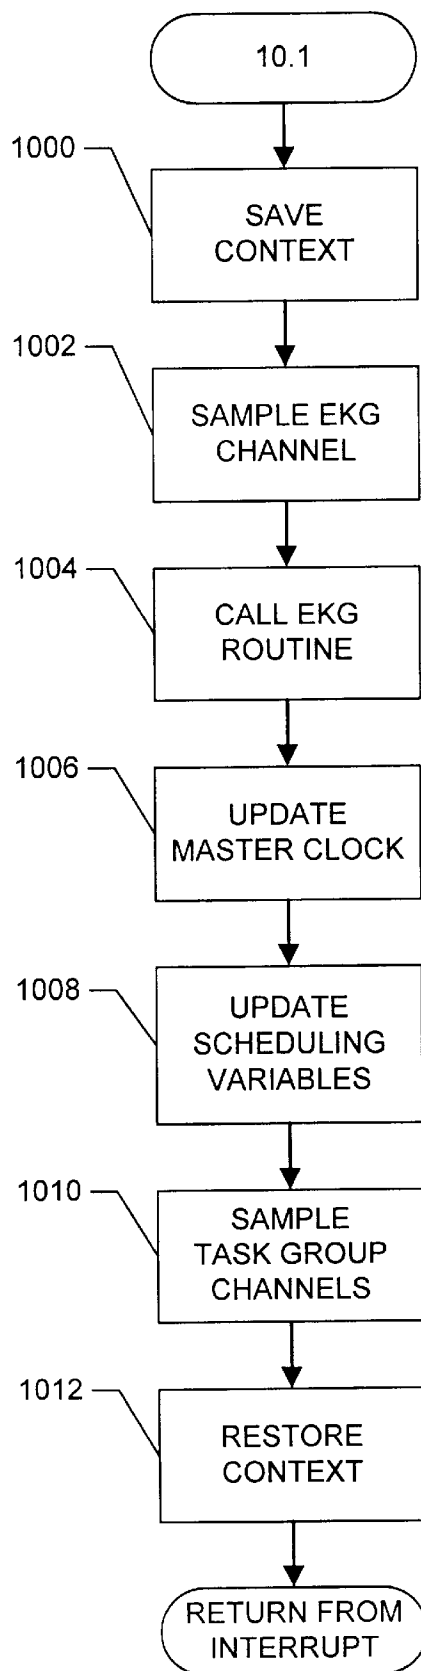 10.1
1000
SAVE
CONTEXT
1002
SAMPLE EKG
CHANNEL
1004
CALL EKG
ROUTINE
1006
UPDATE
MASTER CLOCK
1008
UPDATE
SCHEDULING
VARIABLES
1010
SAMPLE
TASK GROUP
CHANNELS
1012
RESTORE
CONTEXT
RETURN FROM
INTERRUPT